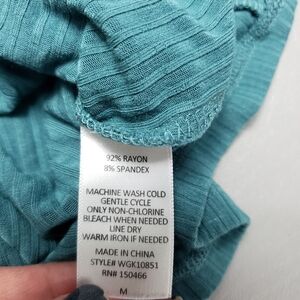 92% RAYON
8% SPANDEX
MACHINE WASH COLD
GENTLE CYCLE
ONLY NON-CHLORINE
BLEACH WHEN NEEDED
LINE DRY
WARM IRON IF NEEDED
MADE IN CHINA
STYLE# WGK10851
RN# 150466
M